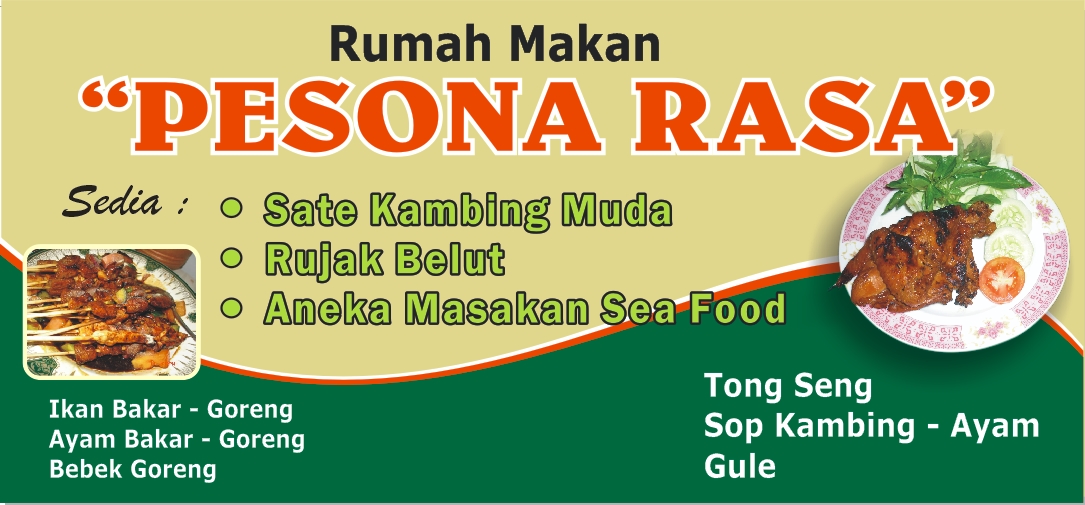 Rumah Makan
“PESONA RASA”
Sedia :
Sate Kambing Muda
Rujak Belut
Aneka Masakan Sea Food
Ikan Bakar - Goreng
Ayam Bakar - Goreng
Bebek Goreng
Tong Seng
Sop Kambing - Ayam
Gule